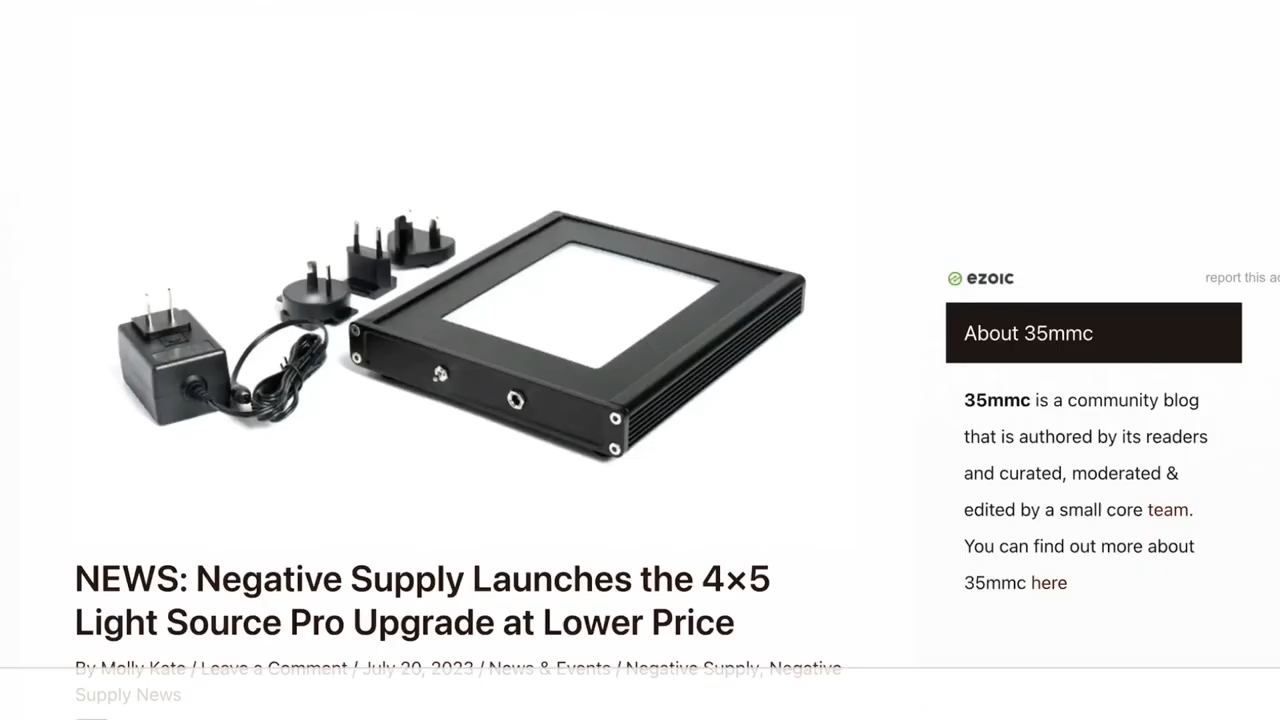 ezoic
report this
About 35mmc
35mmc is a community blog
that is authored by its readers
and curated, moderated &
edited by a small core team.
You can find out more about
35mmc here
NEWS: Negative Supply Launches the 4×5
Light Source Pro Upgrade at Lower Price
By Molly Kate / Leave a Comment / July 20, 2023 / News & Events / Negative Supply, Negative
Supply News